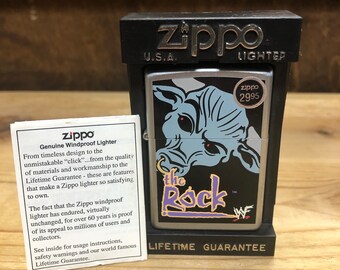 zippo
U.S.A. LIGHTER
zippo
29.95
the
Rock
TM
WF
LIFETIME GUARANTEE
zippo
Genuine Windproof Lighter
From timeless design to the
unmistakable "click"...from the quality
of materials and workmanship to the
Lifetime Guarantee - these are features
that make a Zippo lighter so satisfying
to own.
The fact that the Zippo windproof
lighter has endured, virtually
unchanged, for over 60 years is proof
of its appeal to millions of users and
collectors.
See inside for usage instructions,
safety warnings and our world famous
Lifetime Guarantee.